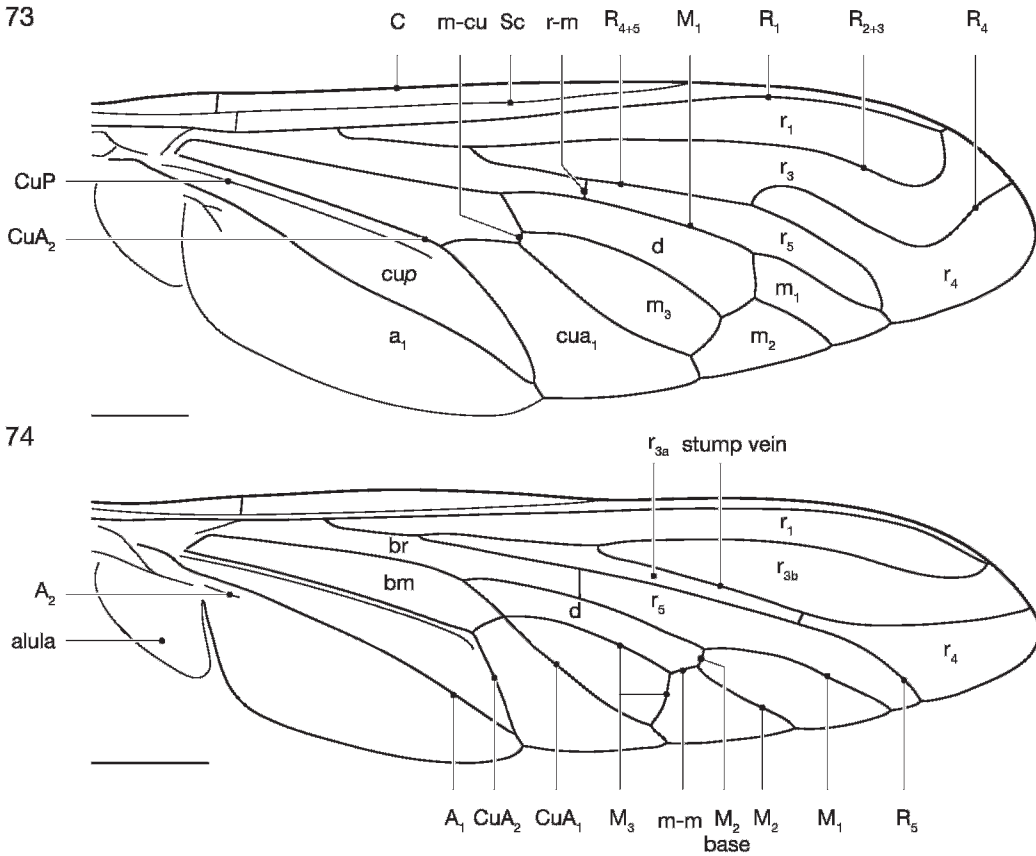 73
C m-cu Sc r-m R₄₊₅ M₁ R₁ R₂₊₃ R₄
r₁
r₃
CuP
CuA₂
d
r₅
cup
m₁
r₄
m₃
a₁
cua₁
m₂
74
r₃ₐ stump vein
r₁
br
r₃b
bm
A₂
r₅
d
alula
r₄
A₁ CuA₂ CuA₁ M₃ m-m M₂ M₂ M₁ R₅
base